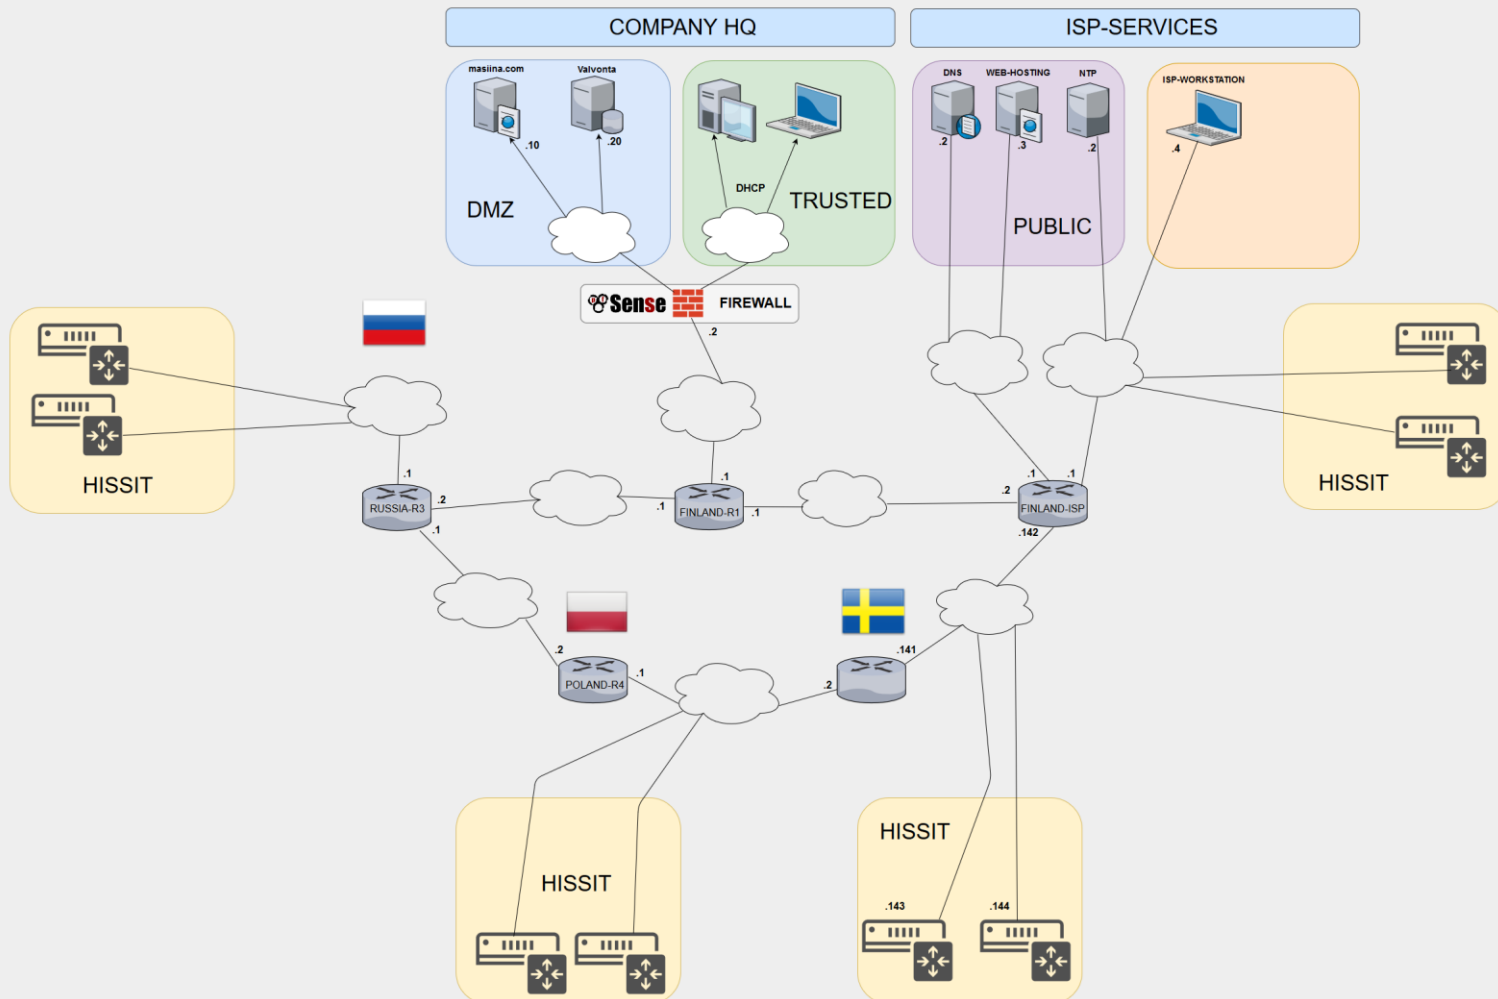 COMPANY HQ
ISP-SERVICES
masiina.com
Valvonta
DNS
WEB-HOSTING
NTP
ISP-WORKSTATION
.10
.20
.2
.3
.2
.4
DHCP
DMZ
TRUSTED
PUBLIC
Sense
FIREWALL
.2
HISSIT
.1
.1
.1
.1
HISSIT
RUSSIA-R3
.2
.1
FINLAND-R1
.1
.2
FINLAND-ISP
.1
.142
.2
POLAND-R4
.1
.141
.2
HISSIT
HISSIT
.143
.144